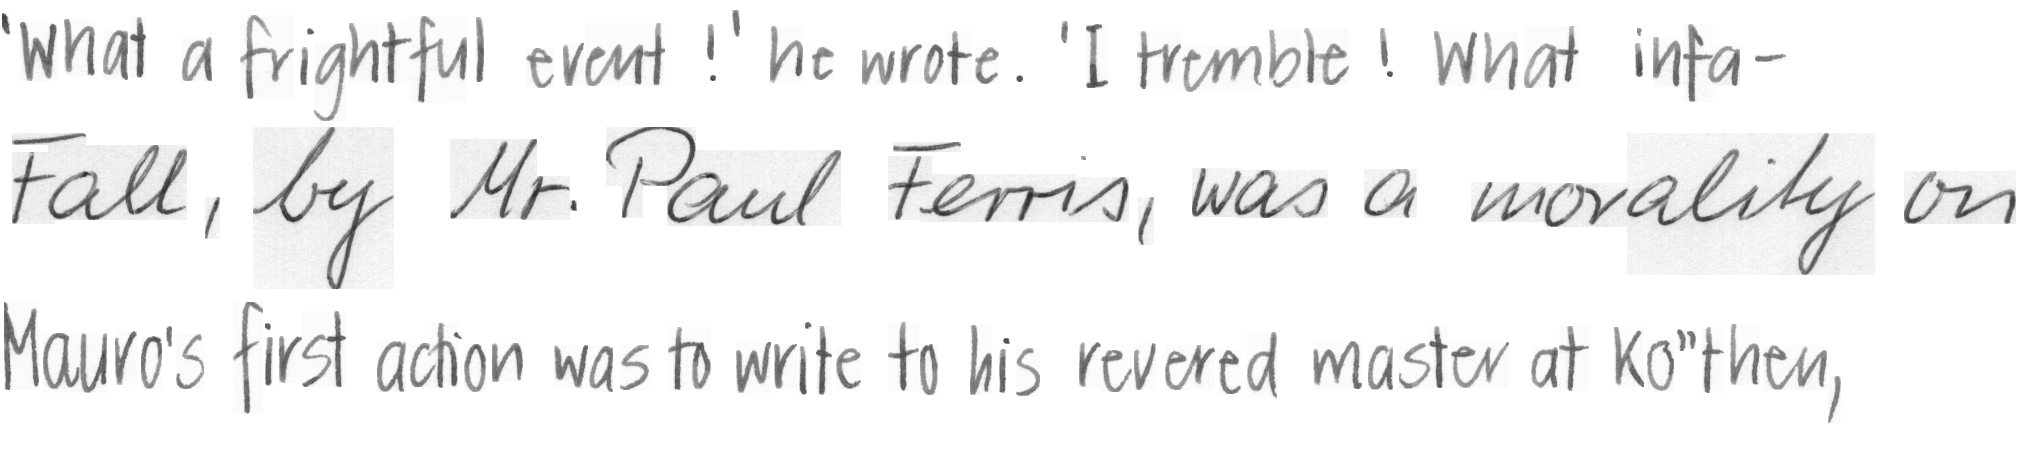 'What a frightful event!' he wrote. 'I tremble! What infa-
Fall, by Mr. Paul Ferris, was a morality on
Mauro's first action was to write to his revered master at Ko"then,